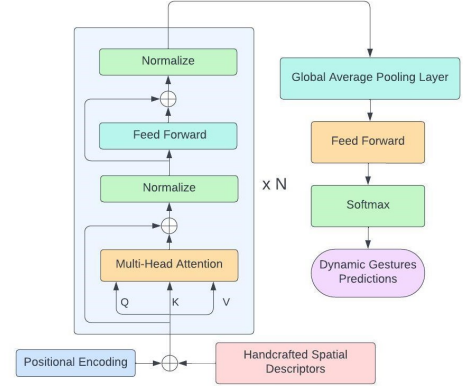 Normalize
Global Average Pooling Layer
Feed Forward
Feed Forward
Normalize
x N
Softmax
Multi-Head Attention
Dynamic Gestures
Predictions
Q
K
V
Positional Encoding
Handcrafted Spatial
Descriptors